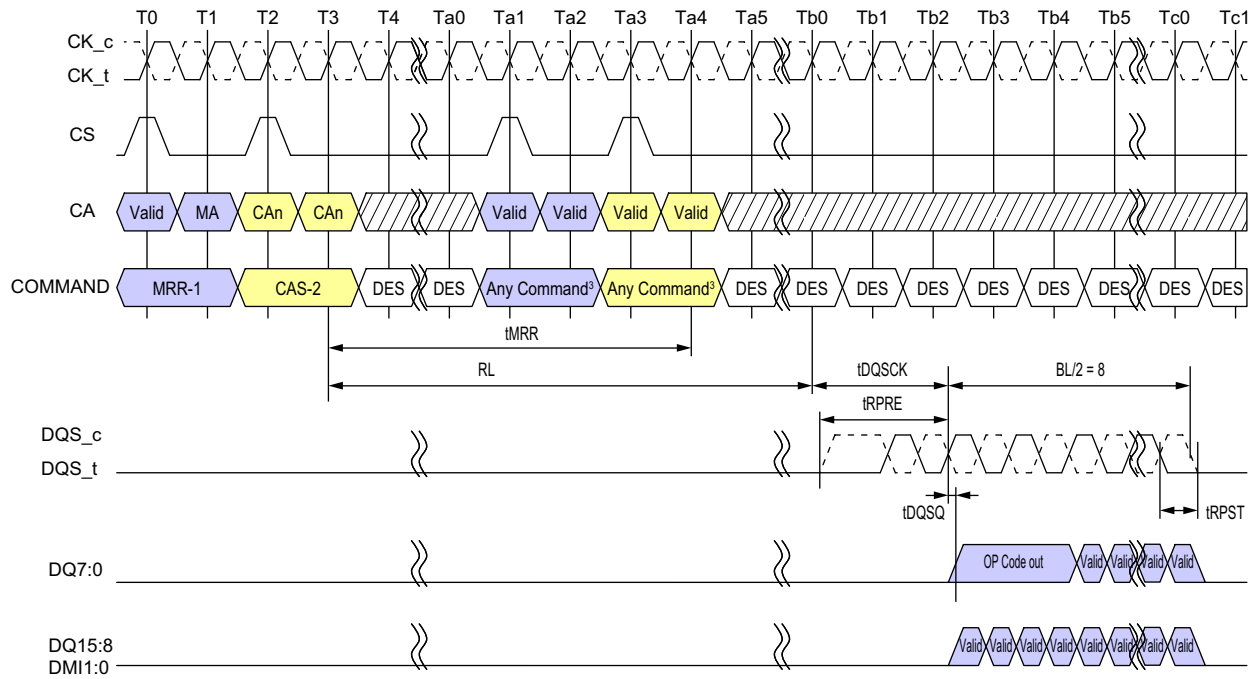 T0 T1 T2 T3 T4 Ta0 Ta1 Ta2 Ta3 Ta4 Ta5 Tb0 Tb1 Tb2 Tb3 Tb4 Tb5 Tc0 Tc1
CK_c
CK_t
CS
CA Valid MA CAn CAn Valid Valid Valid Valid
COMMAND MRR-1 CAS-2 DES DES Any Command³ Any Command³ DES DES DES DES DES DES DES DES DES
tMRR
RL tDQSCK BL/2 = 8
tRPRE
DQS_c
DQS_t
tDQSQ tRPST
DQ7:0 OP Code out Valid Valid Valid Valid
DQ15:8 Valid Valid Valid Valid Valid Valid Valid Valid
DMI1:0